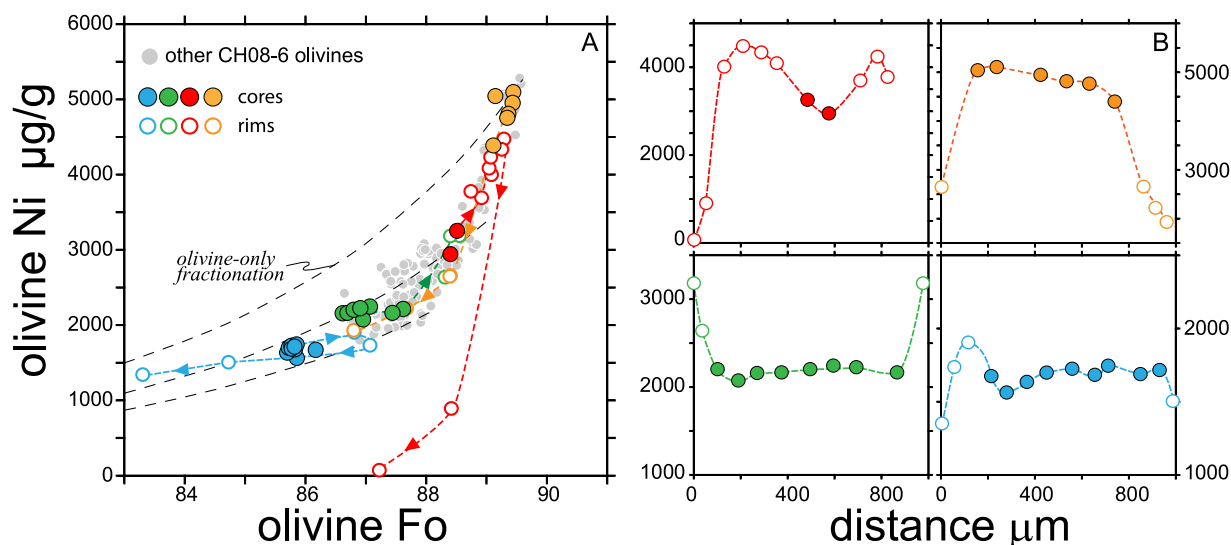 A
other CH08-6 olivines
cores
rims
olivine-only
fractionation
olivine Ni µg/g
6000
5000
4000
3000
2000
1000
0
84
86
88
90
olivine Fo
B
4000
2000
0
5000
3000
3000
2000
1000
2000
1000
0
400
800
0
400
800
distance µm